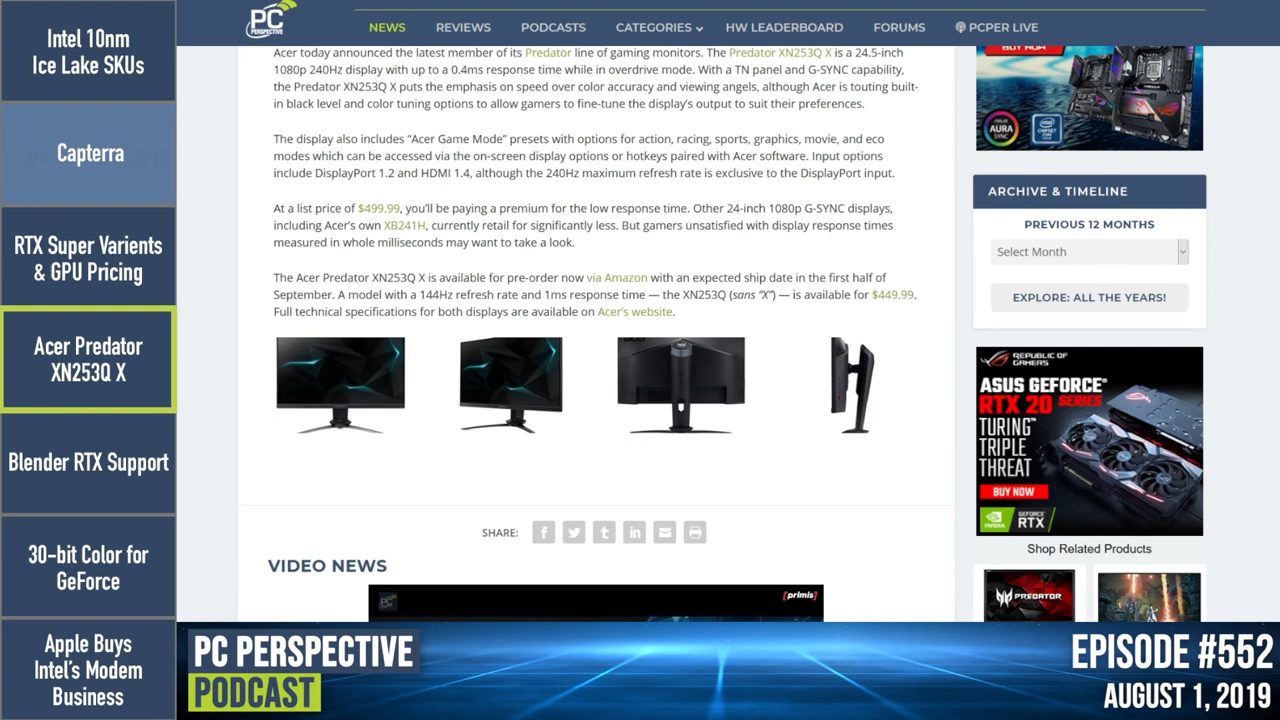 Intel 10nm
Ice Lake SKUs
Capterra
RTX Super Varients
& GPU Pricing
Acer Predator
XN253Q X
Blender RTX Support
30-bit Color for
GeForce
Apple Buys
Intel's Modem
Business
PC
PERSPECTIVE
NEWS REVIEWS PODCASTS CATEGORIES HW LEADERBOARD FORUMS PCPER LIVE
Acer today announced the latest member of its Predator line of gaming monitors. The Predator XN253Q X is a 24.5-inch
1080p 240Hz display with up to a 0.4ms response time while in overdrive mode. With a TN panel and G-SYNC capability,
the Predator XN253Q X puts the emphasis on speed over color accuracy and viewing angles, although Acer is touting built-
in black level and color tuning options to allow gamers to fine-tune the display's output to suit their preferences.
The display also includes “Acer Game Mode” presets with options for action, racing, sports, graphics, movie, and eco
modes which can be accessed via the on-screen display options or hotkeys paired with Acer software. Input options
include DisplayPort 1.2 and HDMI 1.4, although the 240Hz maximum refresh rate is exclusive to the DisplayPort input.
At a list price of $499.99, you'll be paying a premium for the low response time. Other 24-inch 1080p G-SYNC displays,
including Acer's own XB241H, currently retail for significantly less. But gamers unsatisfied with display response times
measured in whole milliseconds may want to take a look.
The Acer Predator XN253Q X is available for pre-order now via Amazon with an expected ship date in the first half of
September. A model with a 144Hz refresh rate and 1ms response time — the XN253Q (sans “X”) — is available for $449.99.
Full technical specifications for both displays are available on Acer's website.
SHARE:
VIDEO NEWS
PC
[primis]
BUY NOW
AURA
SYNC
intel
CHIPSET
ARCHIVE & TIMELINE
PREVIOUS 12 MONTHS
Select Month
EXPLORE: ALL THE YEARS!
REPUBLIC OF
GAMERS
ASUS GEFORCE®
RTX 20 SERIES
TURING™
TRIPLE
THREAT
BUY NOW
NVIDIA
GEFORCE
RTX
Shop Related Products
PREDATOR
PC PERSPECTIVE
PODCAST
EPISODE #552
AUGUST 1, 2019